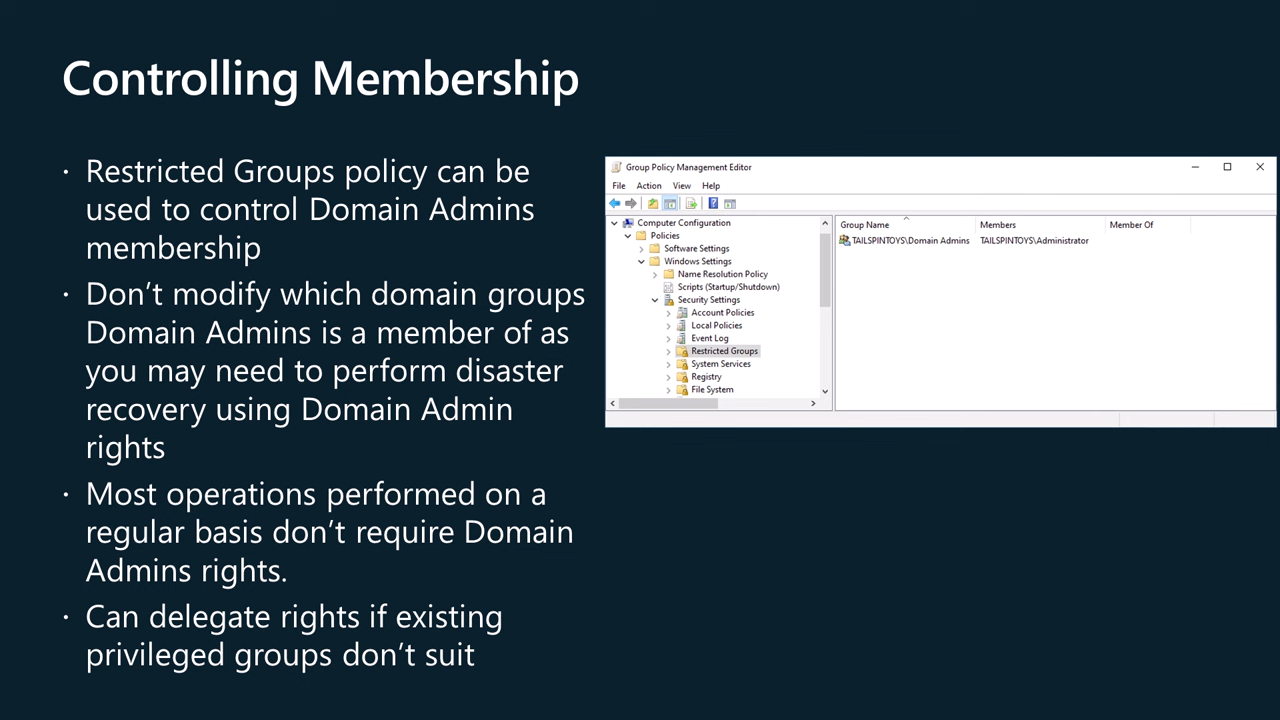 Controlling Membership
· Restricted Groups policy can be
used to control Domain Admins
membership
· Don’t modify which domain groups
Domain Admins is a member of as
you may need to perform disaster
recovery using Domain Admin
rights
· Most operations performed on a
regular basis don’t require Domain
Admins rights.
· Can delegate rights if existing
privileged groups don’t suit
Group Policy Management Editor
File Action View Help
Computer Configuration
Policies
Software Settings
Windows Settings
Name Resolution Policy
Scripts (Startup/Shutdown)
Security Settings
Account Policies
Local Policies
Event Log
Restricted Groups
System Services
Registry
File System
Group Name Members Member Of
TAILSPINTOYS\Domain Admins TAILSPINTOYS\Administrator